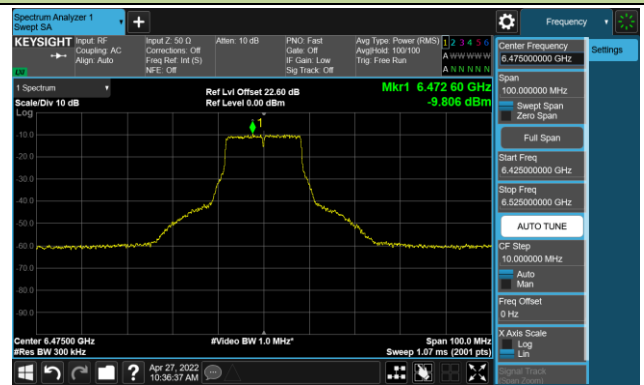 Spectrum Analyzer 1
Swept SA
Frequency
KEYSIGHT
Input: RF
Coupling: AC
Align: Auto
Input Z: 50 Ω
Corrections: Off
Freq Ref: Int (S)
NFE: Off
Atten: 10 dB
PNO: Fast
Gate: Off
IF Gain: Low
Sig Track: Off
Avg Type: Power (RMS)
Avg|Hold: 100/100
Trig: Free Run
1 2 3 4 5 6
A W W W W W
A N N N N N
1 Spectrum
Scale/Div 10 dB
Log
Ref Lvl Offset 22.60 dB
Ref Level 0.00 dBm
Mkr1 6.472 60 GHz
-9.806 dBm
1
-10.0
-20.0
-30.0
-40.0
-50.0
-60.0
-70.0
-80.0
-90.0
Center 6.47500 GHz
#Res BW 300 kHz
#Video BW 1.0 MHz*
Span 100.0 MHz
Sweep 1.07 ms (2001 pts)
Apr 27, 2022
10:36:37 AM
Center Frequency
6.475000000 GHz
Span
100.000000 MHz
Swept Span
Zero Span
Full Span
Start Freq
6.425000000 GHz
Stop Freq
6.525000000 GHz
AUTO TUNE
CF Step
10.000000 MHz
Auto
Man
Freq Offset
0 Hz
X Axis Scale
Log
Lin
Signal Track
(Span Zoom)
Settings